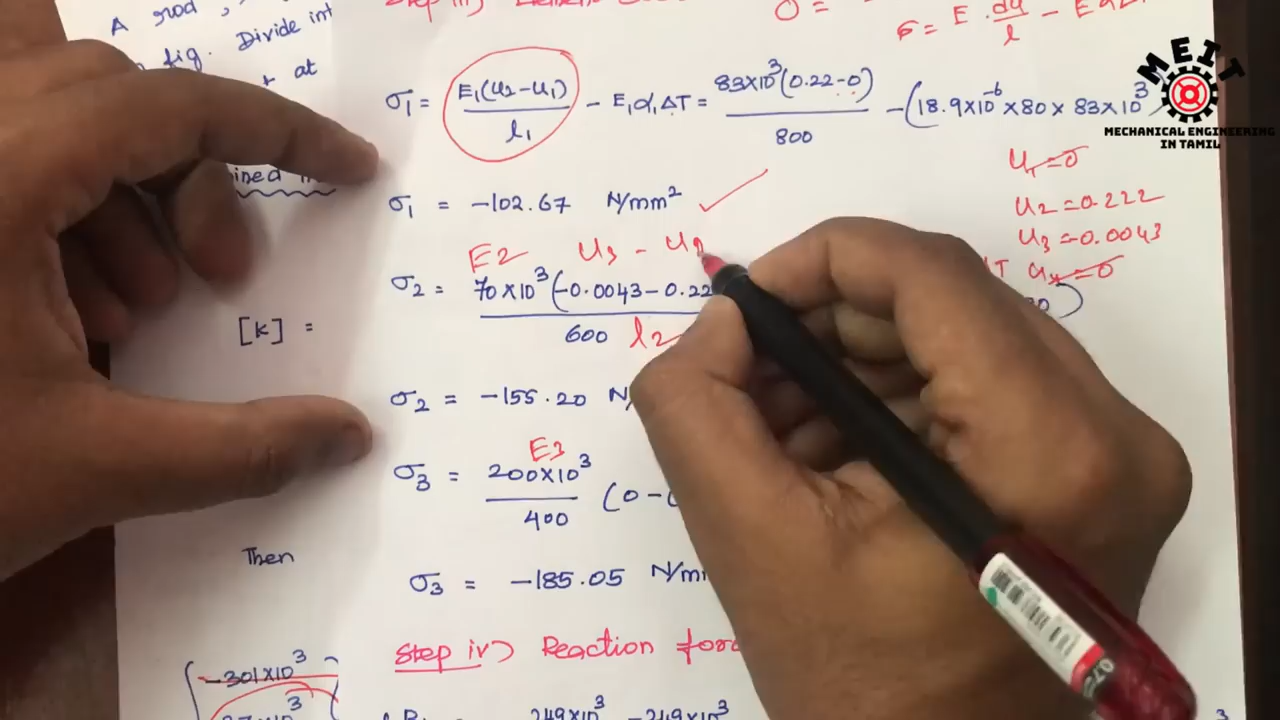 A rod,
fig. Divide int
at
Step iii)
0 =
σ = E . du/l - E α Δ
MEIT
MECHANICAL ENGINEERING
IN TAMIL
σ₁ = E₁(u₂-u₁)/l₁ - E₁α₁ΔT = 83×10³(0.22-0)/800 - (18.9×10⁻⁶×80×83×10³)
u₁=0
σ₁ = -102.67 N/mm²
u₂=0.222
u₃=-0.0043
u₄=0
E2 u₃ - u₂
σ₂ = 70×10³(-0.0043-0.22
600 l₂
[K] =
σ₂ = -155.20 N/
E3
σ₃ = 200×10³/400 (0-
Then
σ₃ = -185.05 N/m
Step iv) Reaction for
-301×10³
249×10³ -249×10³